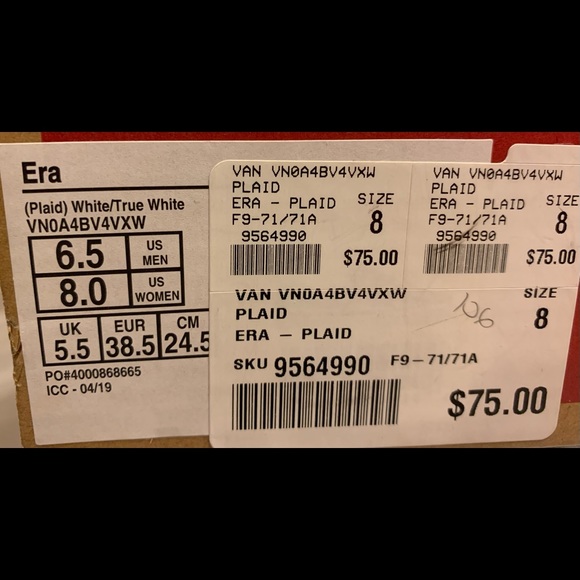 Era
(Plaid) White/True White
VN0A4BV4VXW
6.5 US MEN
8.0 US WOMEN
UK EUR CM
5.5 38.5 24.5
PO#4000868665
ICC - 04/19
VAN VN0A4BV4VXW
PLAID
ERA - PLAID SIZE
F9-71/71A 8
9564990
$75.00
VAN VN0A4BV4VXW
PLAID
ERA - PLAID SIZE
F9-71/71A 8
9564990
$75.00
VAN VN0A4BV4VXW SIZE
PLAID 8
ERA - PLAID
SKU 9564990 F9-71/71A
$75.00